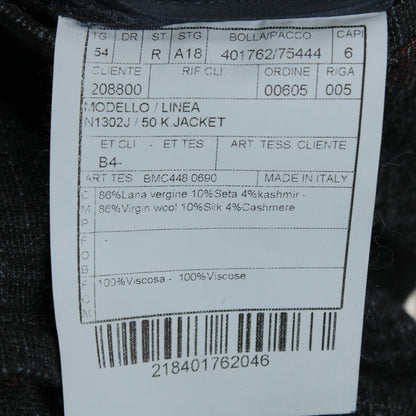 TG DR ST STG BOLLA/PACCO CAPI
54 R A18 401762/75444 6
CLIENTE RIF.CLI. ORDINE RIGA
208800 00605 005
MODELLO / LINEA
N1302J / 50 K JACKET
ET CLI - ET TES ART. TESS. CLIENTE
B4-
ART TES BMC448 0690 MADE IN ITALY
C 86%Lana vergine 10%Seta 4%kashmir -
M 86%Virgin wool 10%Silk 4%Cashmere
P
F
O
B
F 100%Viscosa - 100%Viscose
O
M
218401762046